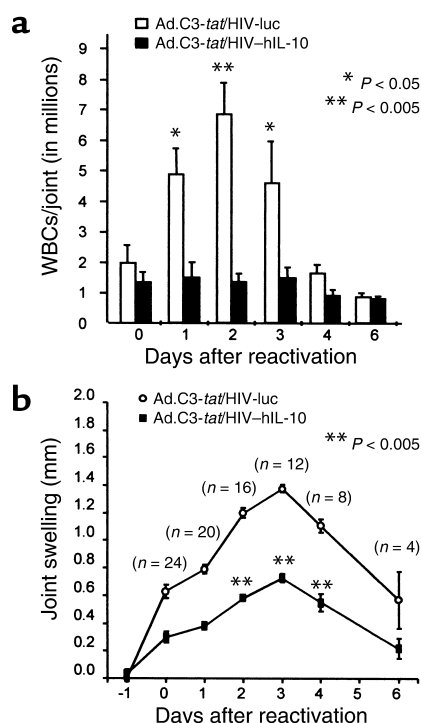 a
Ad.C3-tat/HIV-luc
Ad.C3-tat/HIV–hIL-10
WBCs/joint (in millions)
9
8
7
6
5
4
3
2
1
0
*
**
*
* P < 0.05
** P < 0.005
0 1 2 3 4 6
Days after reactivation
b
Ad.C3-tat/HIV-luc
Ad.C3-tat/HIV–hIL-10
Joint swelling (mm)
2.0
1.8
1.6
1.4
1.2
1.0
0.8
0.6
0.4
0.2
0.0
** P < 0.005
(n = 12)
(n = 16)
(n = 8)
(n = 20)
(n = 4)
(n = 24)
** ** **
-1 0 1 2 3 4 5 6
Days after reactivation